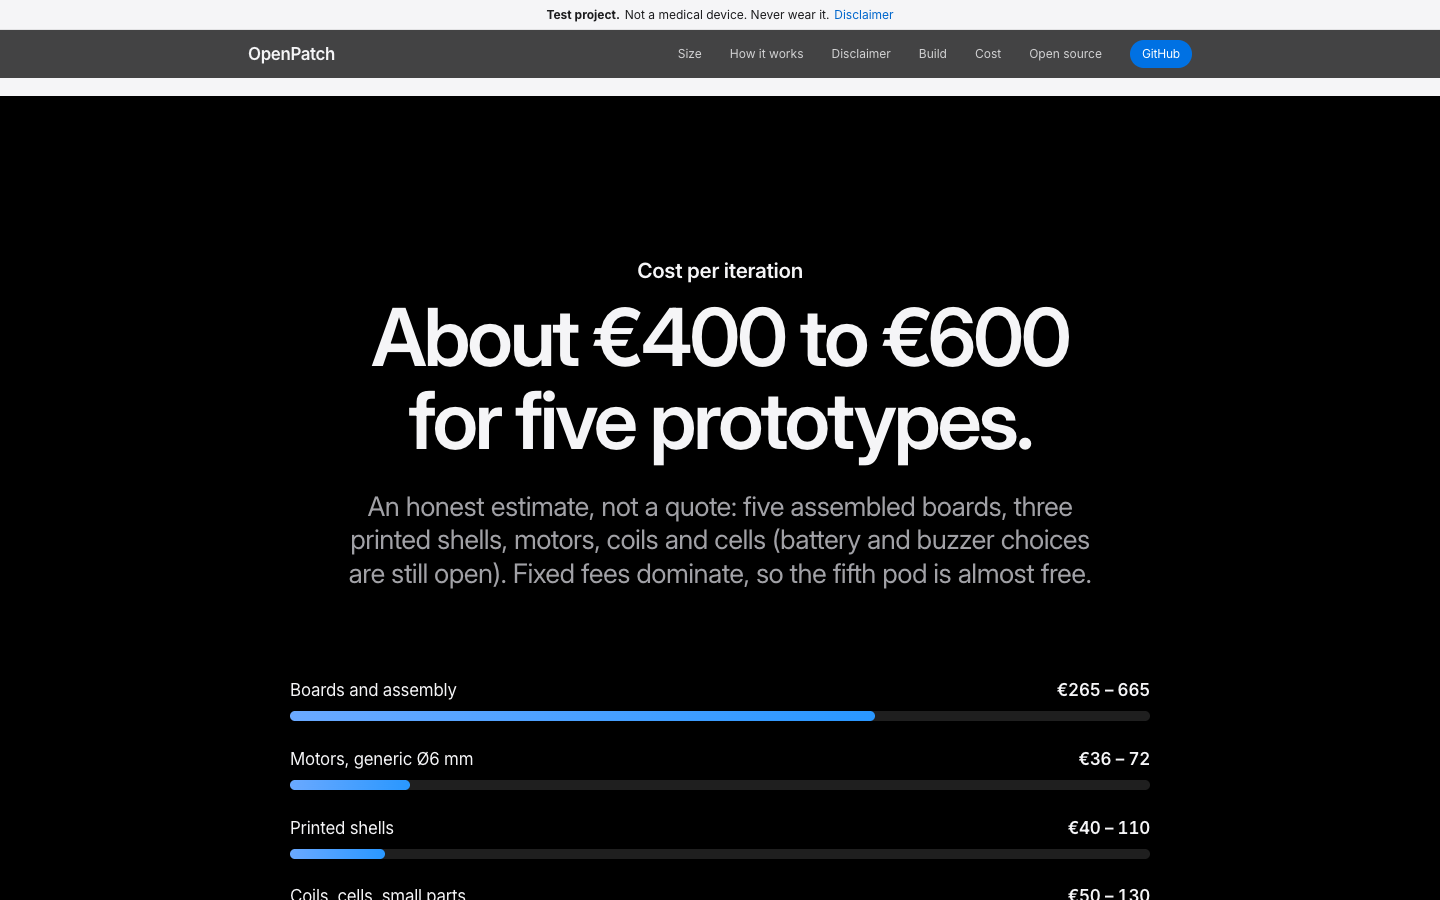 Test project. Not a medical device. Never wear it. Disclaimer
OpenPatch
Size How it works Disclaimer Build Cost Open source GitHub
Cost per iteration
About €400 to €600
for five prototypes.
An honest estimate, not a quote: five assembled boards, three
printed shells, motors, coils and cells (battery and buzzer choices
are still open). Fixed fees dominate, so the fifth pod is almost free.
Boards and assembly €265 – 665
Motors, generic Ø6 mm €36 – 72
Printed shells €40 – 110
Coils, cells, small parts €50 – 130